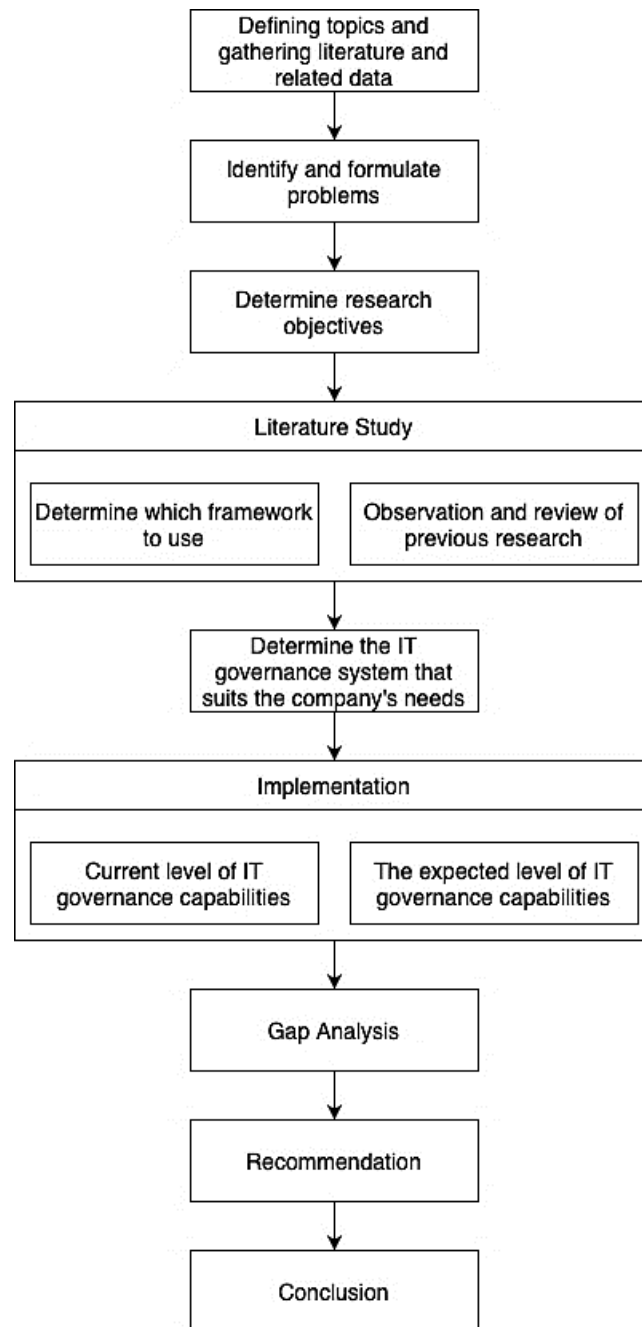 Defining topics and
gathering literature and
related data
Identify and formulate
problems
Determine research
objectives
Literature Study
Determine which framework
to use
Observation and review of
previous research
Determine the IT
governance system that
suits the company's needs
Implementation
Current level of IT
governance capabilities
The expected level of IT
governance capabilities
Gap Analysis
Recommendation
Conclusion